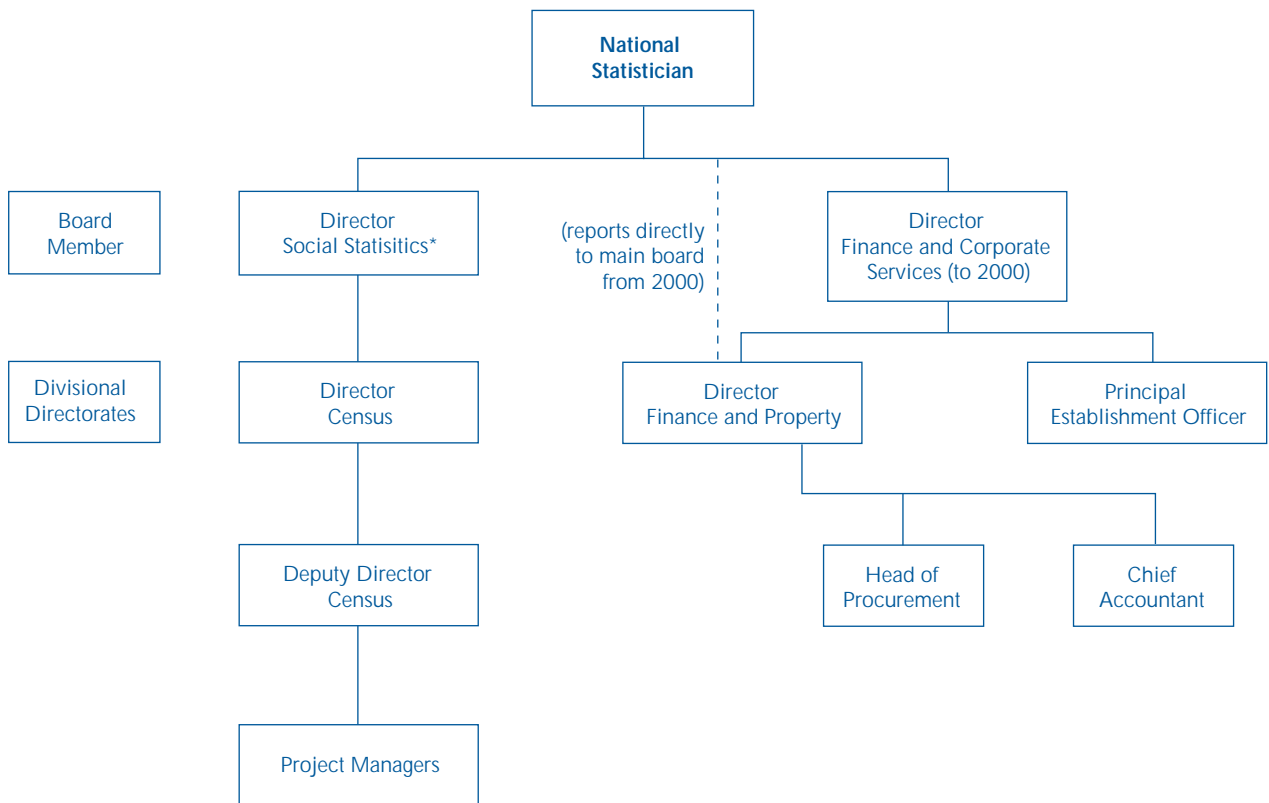 National
Statistician
Board
Member
Director
Social Statisitics*
(reports directly
to main board
from 2000)
Director
Finance and Corporate
Services (to 2000)
Divisional
Directorates
Director
Census
Director
Finance and Property
Principal
Establishment Officer
Deputy Director
Census
Head of
Procurement
Chief
Accountant
Project Managers